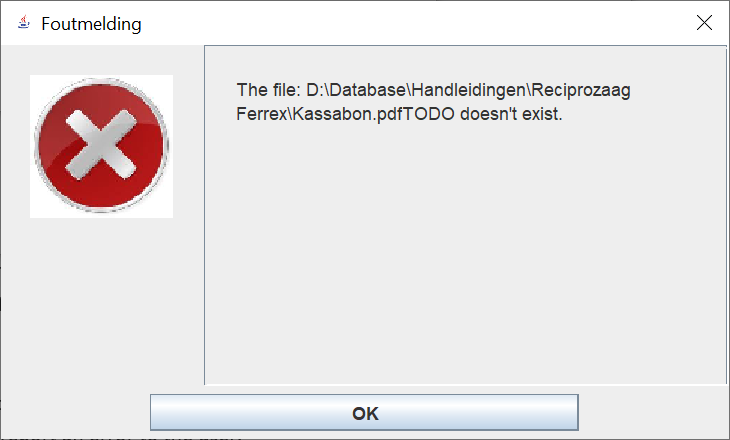 Foutmelding
The file: D:\Database\Handleidingen\Reciprozaag
Ferrex\Kassabon.pdfTODO doesn't exist.
OK